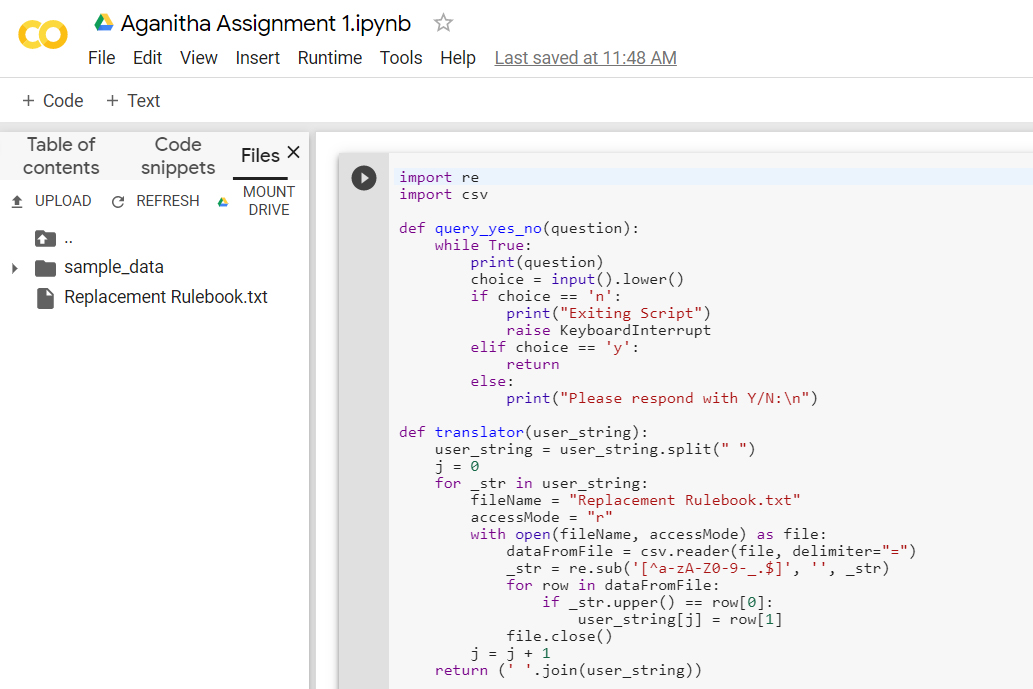 Aganitha Assignment 1.ipynb
File Edit View Insert Runtime Tools Help Last saved at 11:48 AM
+ Code + Text
Table of contents
Code snippets
Files
UPLOAD REFRESH MOUNT DRIVE
..
sample_data
Replacement Rulebook.txt
import re
import csv
def query_yes_no(question):
    while True:
        print(question)
        choice = input().lower()
        if choice == 'n':
            print("Exiting Script")
            raise KeyboardInterrupt
        elif choice == 'y':
            return
        else:
            print("Please respond with Y/N:\n")
def translator(user_string):
    user_string = user_string.split(" ")
    j = 0
    for _str in user_string:
        fileName = "Replacement Rulebook.txt"
        accessMode = "r"
        with open(fileName, accessMode) as file:
            dataFromFile = csv.reader(file, delimiter="=")
            _str = re.sub('[^a-zA-Z0-9-_.$]', '', _str)
            for row in dataFromFile:
                if _str.upper() == row[0]:
                    user_string[j] = row[1]
            file.close()
        j = j + 1
    return (' '.join(user_string))